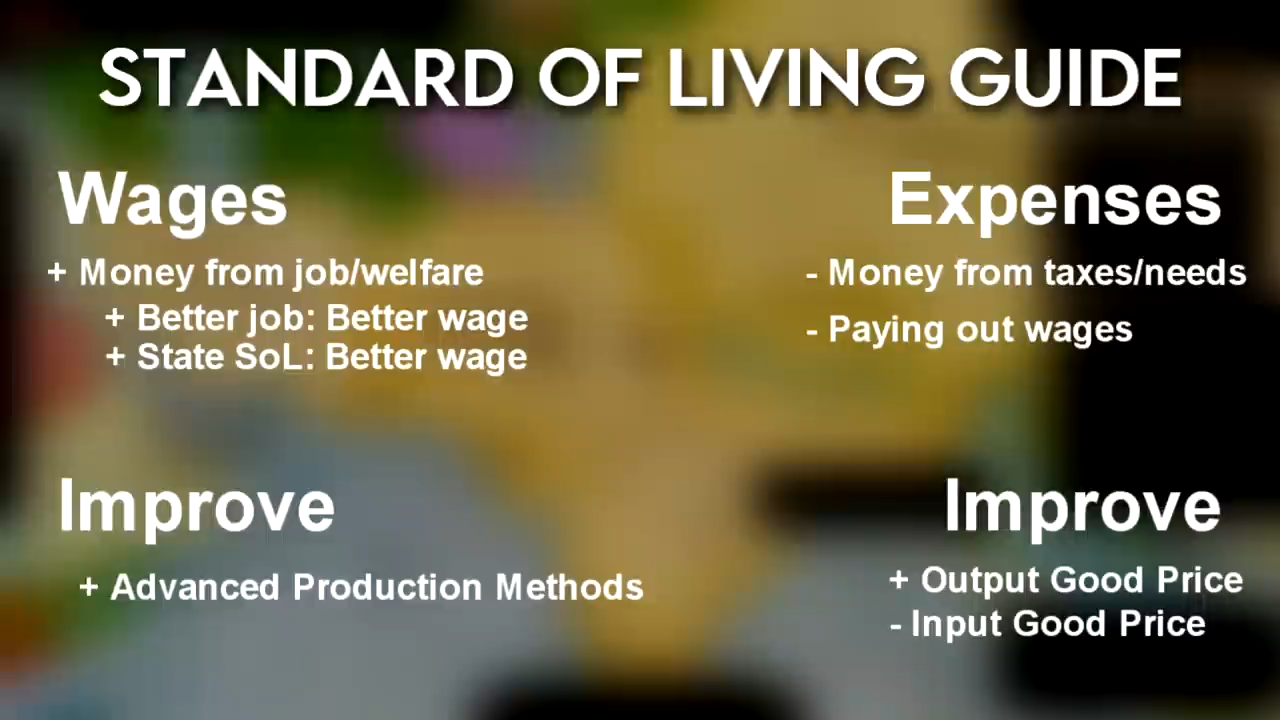 STANDARD OF LIVING GUIDE
Wages
+ Money from job/welfare
+ Better job: Better wage
+ State SoL: Better wage
Expenses
- Money from taxes/needs
- Paying out wages
Improve
+ Advanced Production Methods
Improve
+ Output Good Price
- Input Good Price